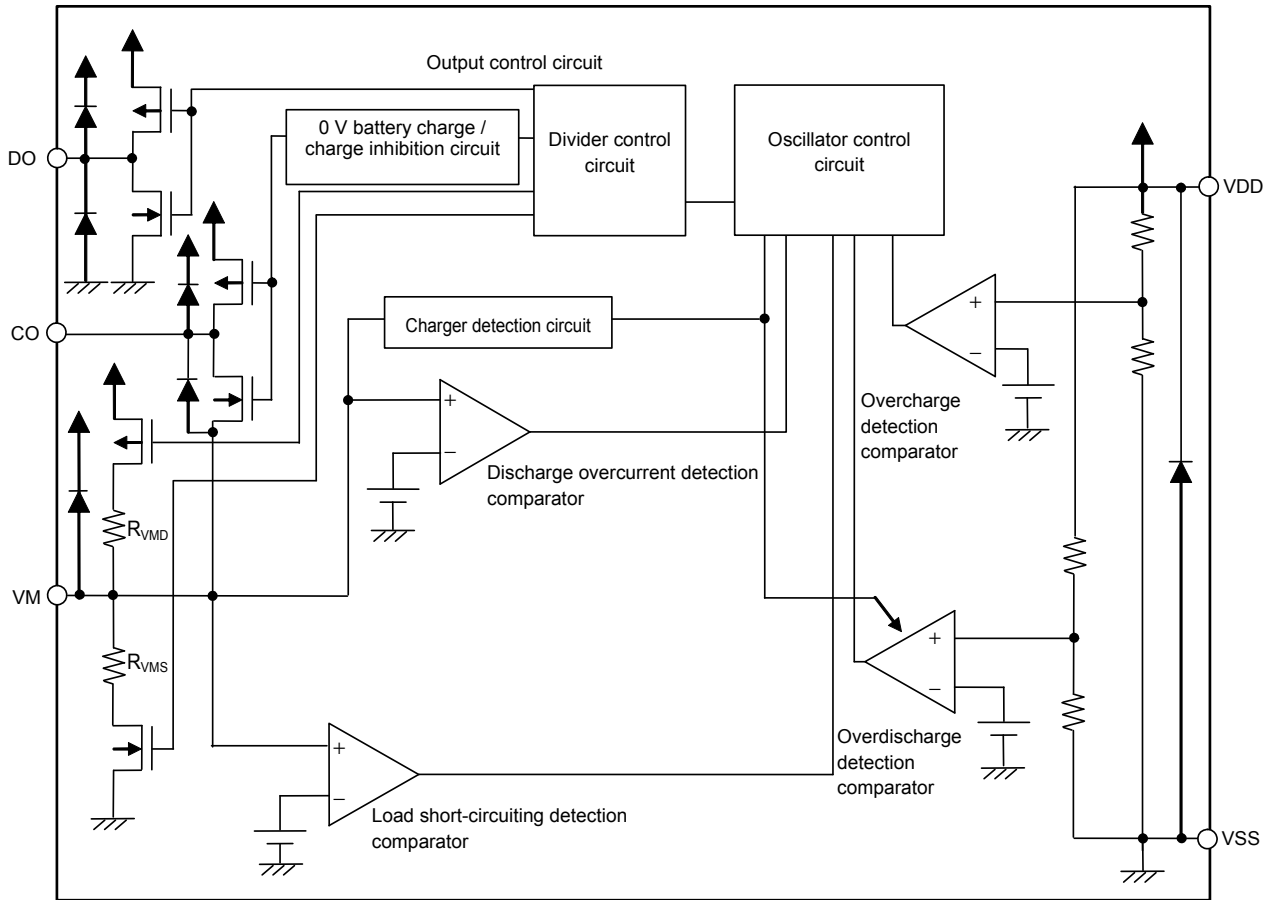 Output control circuit
0 V battery charge /
charge inhibition circuit
Divider control
circuit
Oscillator control
circuit
DO
VDD
CO
Charger detection circuit
+
−
Overcharge
detection
comparator
+
−
Discharge overcurrent detection
comparator
RVMD
VM
RVMS
+
−
Overdischarge
detection
comparator
+
−
Load short-circuiting detection
comparator
VSS